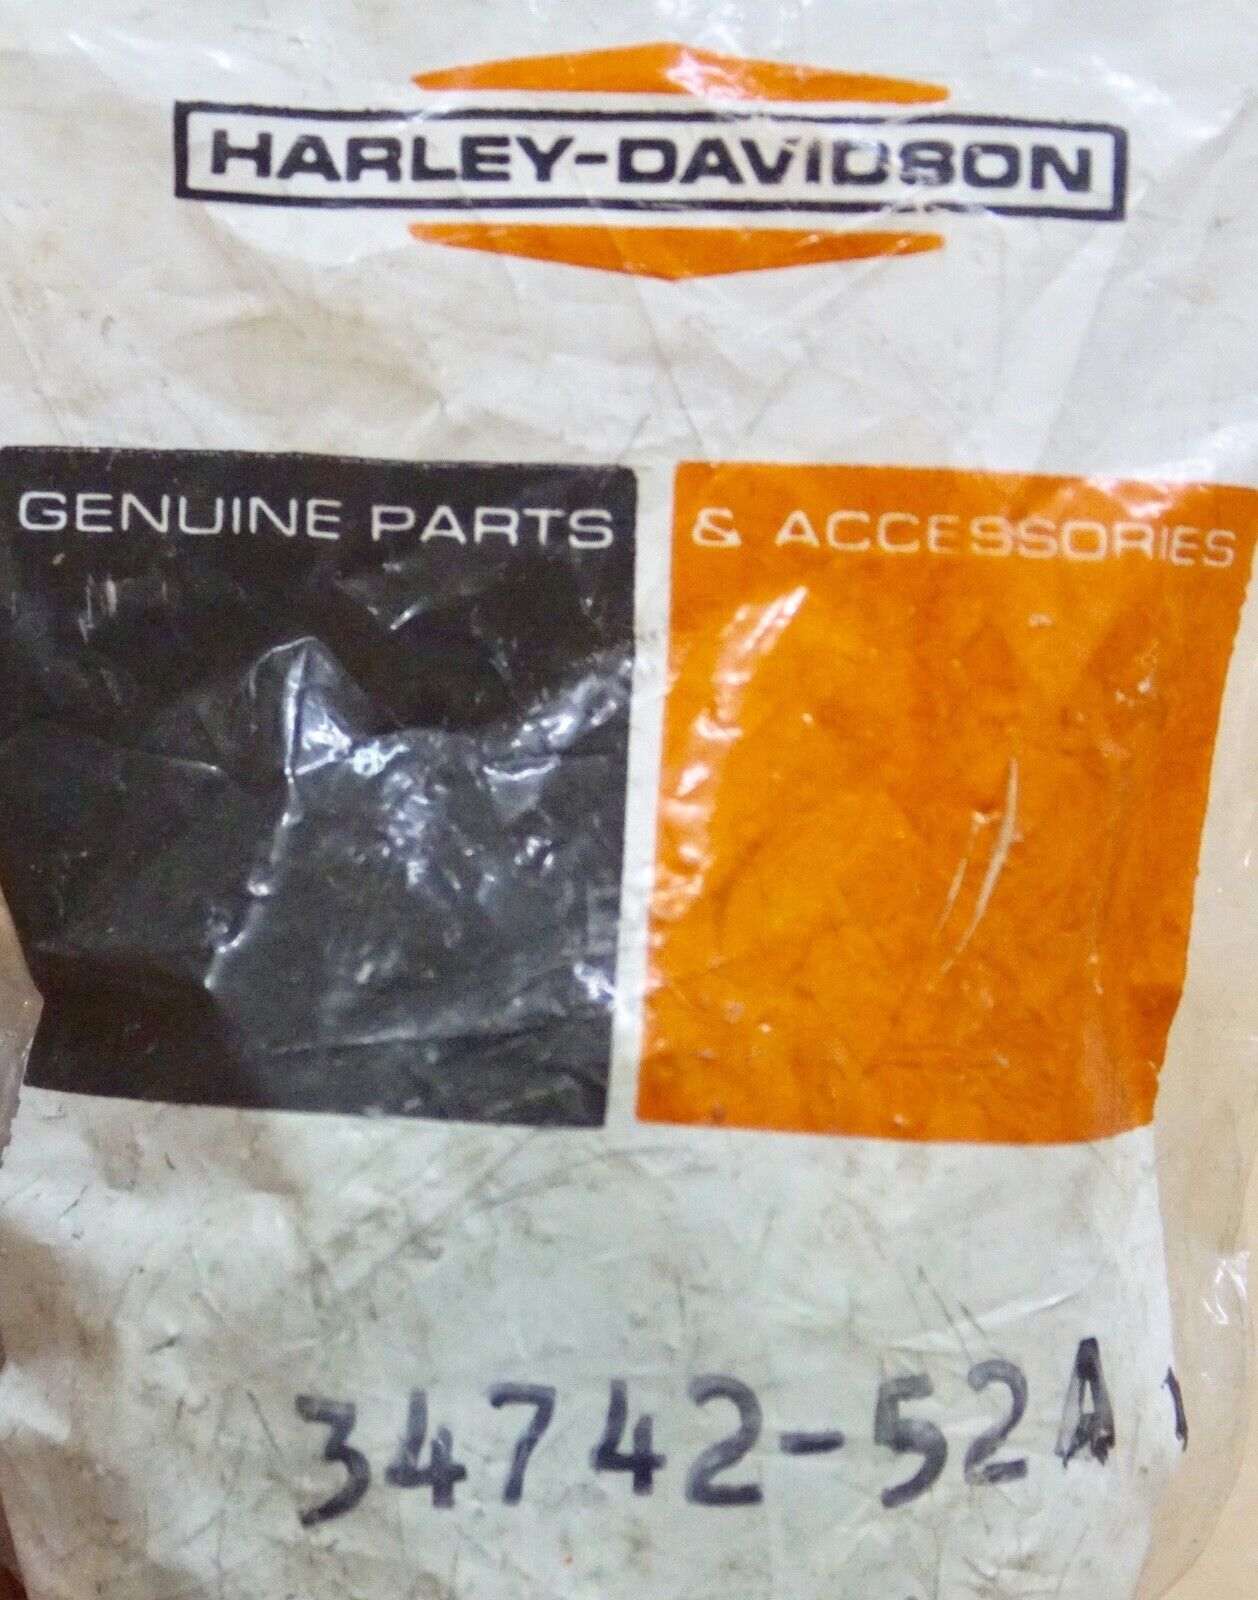 HARLEY-DAVIDSON
GENUINE PARTS & ACCESSORIES
34742-52A